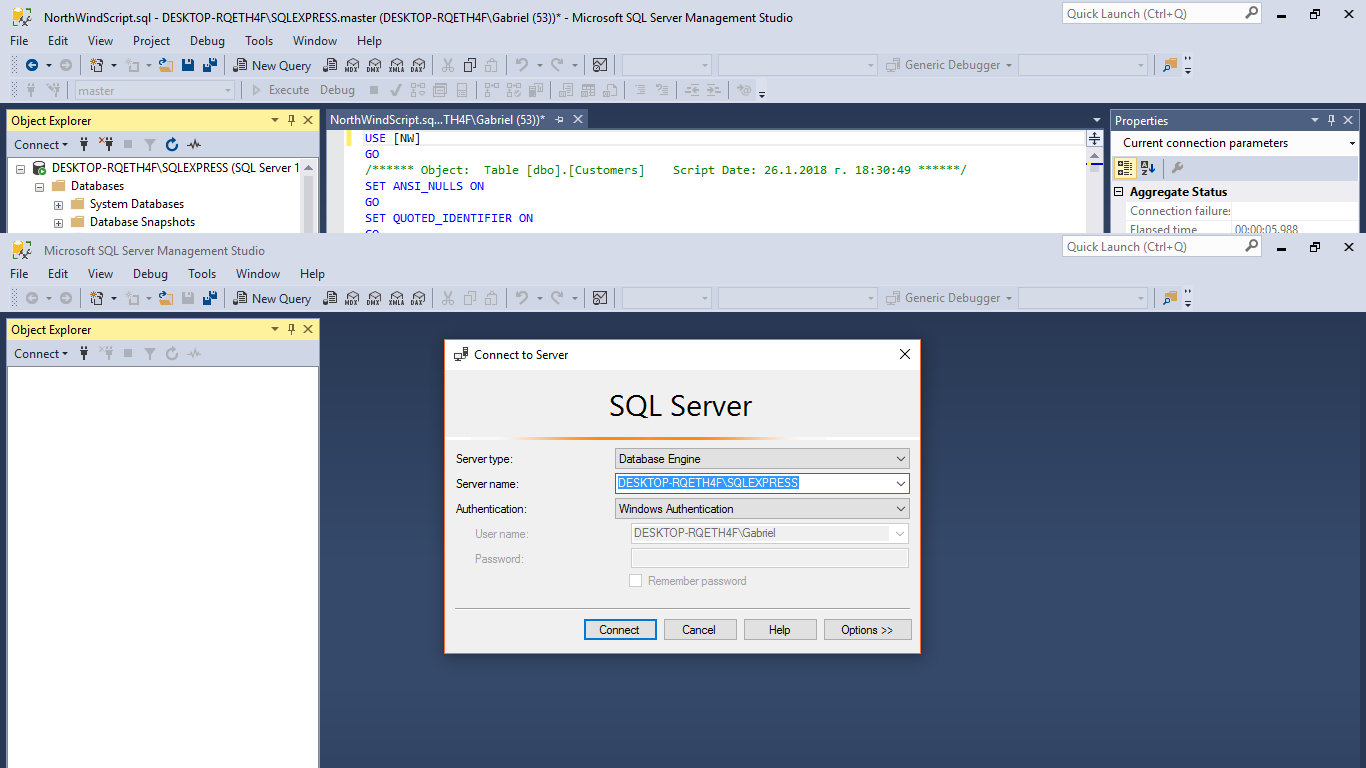 NorthWindScript.sql - DESKTOP-RQETH4F\SQLEXPRESS.master (DESKTOP-RQETH4F\Gabriel (53))* - Microsoft SQL Server Management Studio
Quick Launch (Ctrl+Q)
File Edit View Project Debug Tools Window Help
New Query MDX DMX XMLA DAX Generic Debugger
master Execute Debug
Object Explorer
Connect
DESKTOP-RQETH4F\SQLEXPRESS (SQL Server 1
Databases
System Databases
Database Snapshots
NorthWindScript.sq...TH4F\Gabriel (53))*
USE [NW]
GO
/****** Object:  Table [dbo].[Customers]    Script Date: 26.1.2018 г. 18:30:49 ******/
SET ANSI_NULLS ON
GO
SET QUOTED_IDENTIFIER ON
GO
Properties
Current connection parameters
Aggregate Status
Connection failures
Elapsed time 00:00:05.988
Microsoft SQL Server Management Studio
Quick Launch (Ctrl+Q)
File Edit View Debug Tools Window Help
New Query MDX DMX XMLA DAX Generic Debugger
Object Explorer
Connect
Connect to Server
SQL Server
Server type: Database Engine
Server name: DESKTOP-RQETH4F\SQLEXPRESS
Authentication: Windows Authentication
User name: DESKTOP-RQETH4F\Gabriel
Password:
Remember password
Connect Cancel Help Options >>